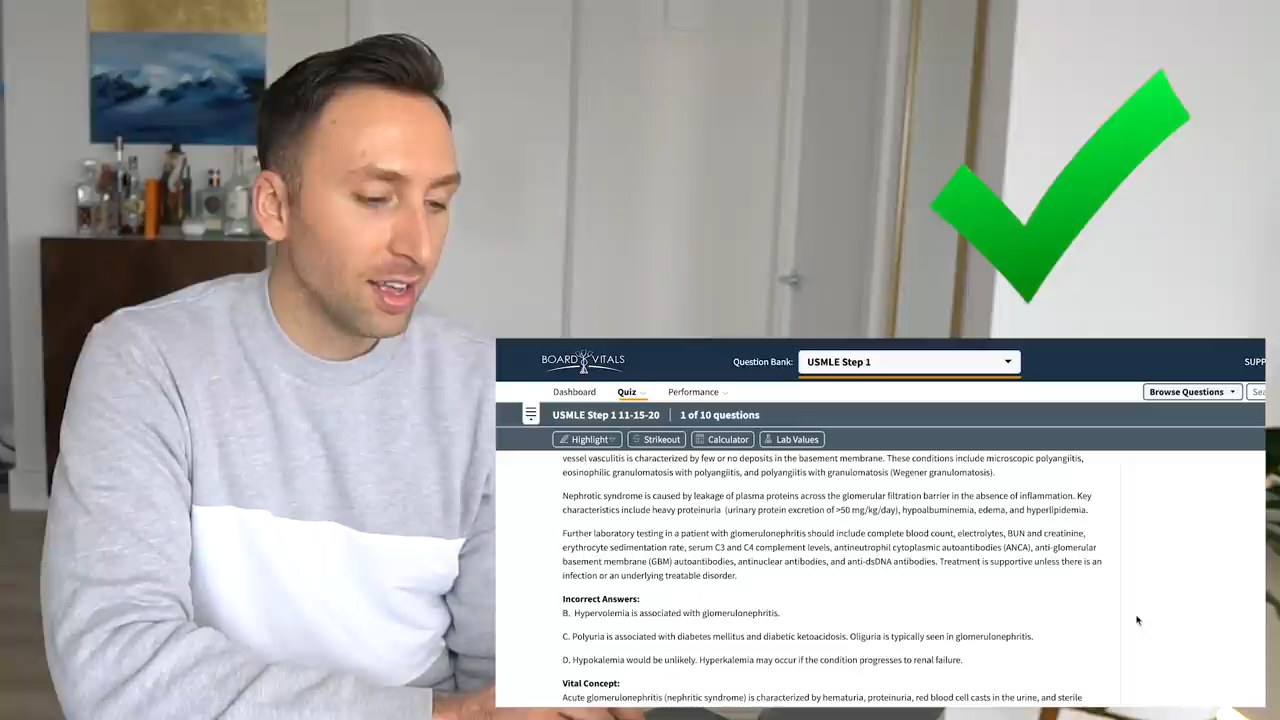 BOARD VITALS
Question Bank:
USMLE Step 1
SUPP
Dashboard
Quiz
Performance
Browse Questions
Sea
USMLE Step 1 11-15-20
1 of 10 questions
Highlight
Strikeout
Calculator
Lab Values
vessel vasculitis is characterized by few or no deposits in the basement membrane. These conditions include microscopic polyangiitis,
eosinophilic granulomatosis with polyangiitis, and polyangiitis with granulomatosis (Wegener granulomatosis).
Nephrotic syndrome is caused by leakage of plasma proteins across the glomerular filtration barrier in the absence of inflammation. Key
characteristics include heavy proteinuria (urinary protein excretion of >50 mg/kg/day), hypoalbuminemia, edema, and hyperlipidemia.
Further laboratory testing in a patient with glomerulonephritis should include complete blood count, electrolytes, BUN and creatinine,
erythrocyte sedimentation rate, serum C3 and C4 complement levels, antineutrophil cytoplasmic autoantibodies (ANCA), anti-glomerular
basement membrane (GBM) autoantibodies, antinuclear antibodies, and anti-dsDNA antibodies. Treatment is supportive unless there is an
infection or an underlying treatable disorder.
Incorrect Answers:
B. Hypervolemia is associated with glomerulonephritis.
C. Polyuria is associated with diabetes mellitus and diabetic ketoacidosis. Oliguria is typically seen in glomerulonephritis.
D. Hypokalemia would be unlikely. Hyperkalemia may occur if the condition progresses to renal failure.
Vital Concept:
Acute glomerulonephritis (nephritic syndrome) is characterized by hematuria, proteinuria, red blood cell casts in the urine, and sterile